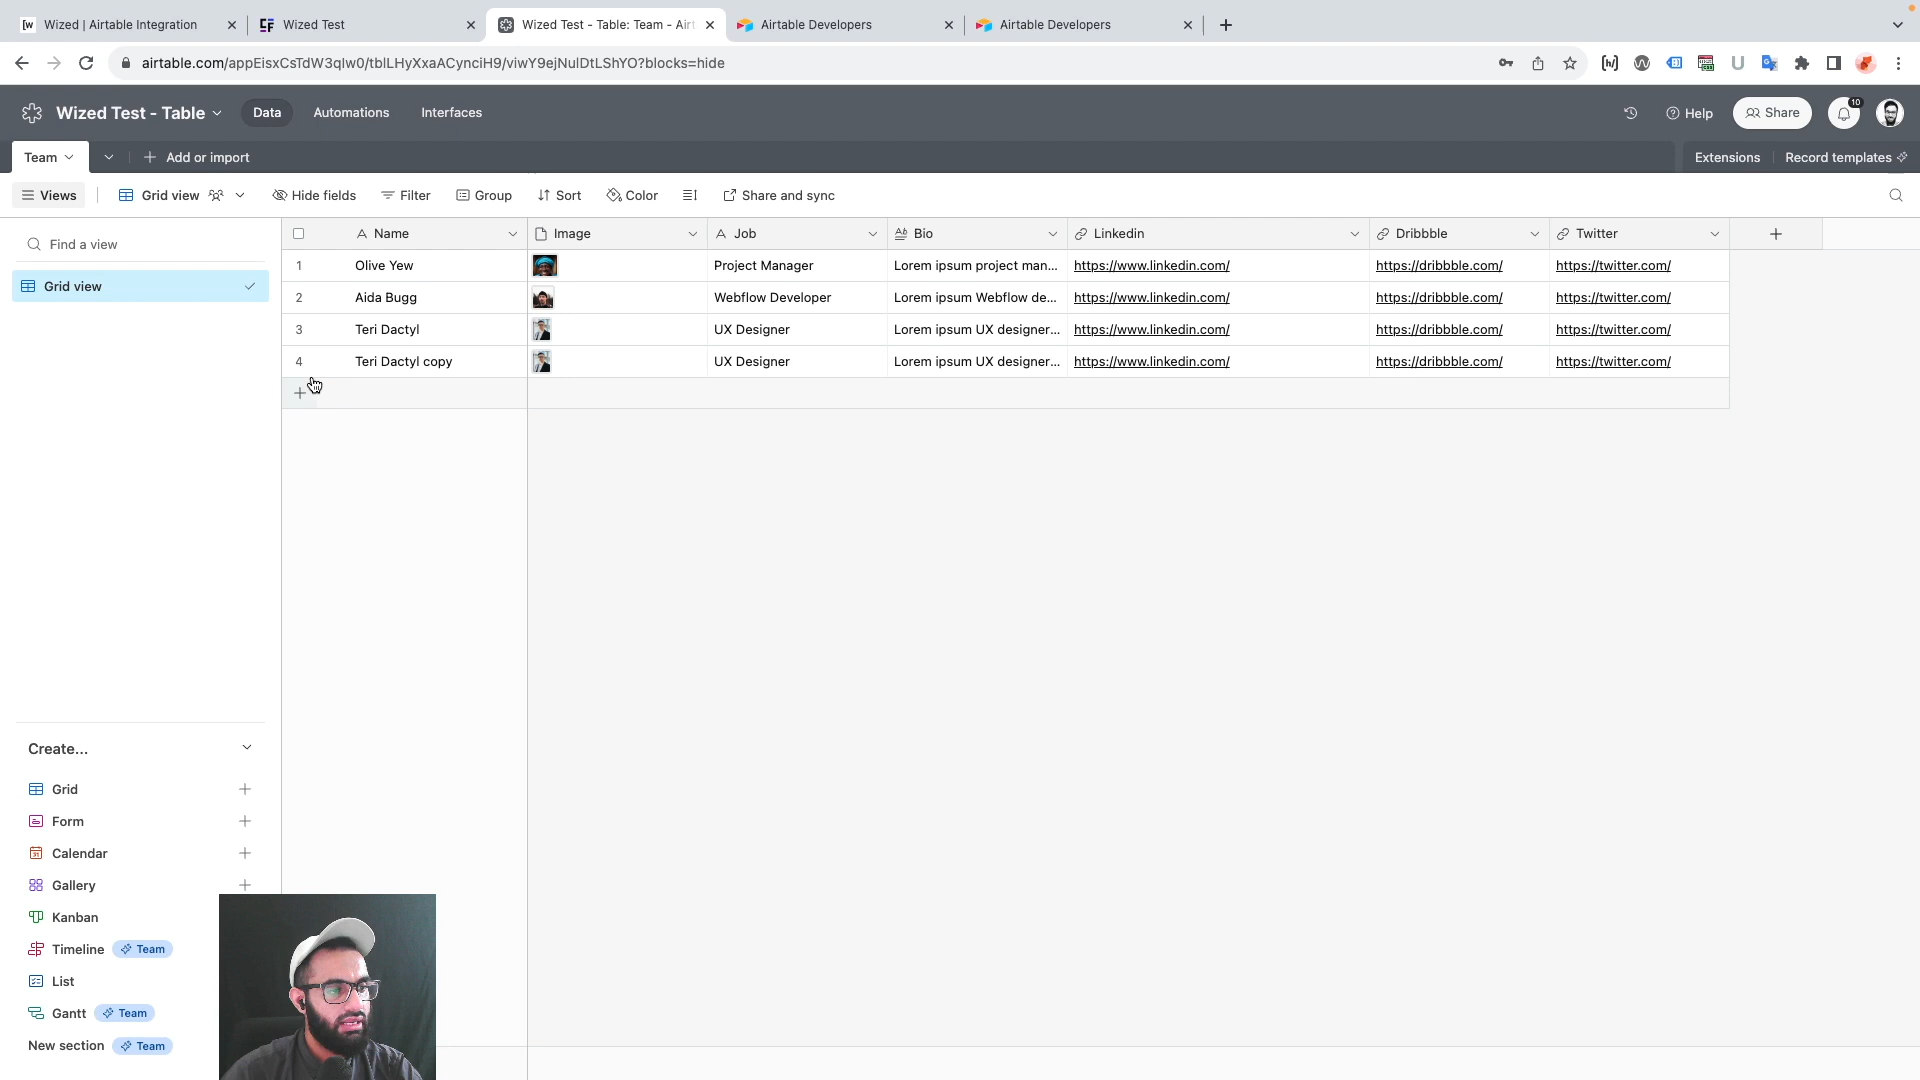 Wized | Airtable Integration
Wized Test
Wized Test - Table: Team - Airt
Airtable Developers
Airtable Developers
airtable.com/appEisxCsTdW3qIw0/tblLHyXxaACynciH9/viwY9ejNulDtLShYO?blocks=hide
Wized Test - Table
Data
Automations
Interfaces
Help
Share
10
Team
Add or import
Extensions
Record templates
Views
Grid view
Hide fields
Filter
Group
Sort
Color
Share and sync
Find a view
Grid view
Name Image Job Bio Linkedin Dribbble Twitter
1 Olive Yew Project Manager Lorem ipsum project man... https://www.linkedin.com/ https://dribbble.com/ https://twitter.com/
2 Aida Bugg Webflow Developer Lorem ipsum Webflow de... https://www.linkedin.com/ https://dribbble.com/ https://twitter.com/
3 Teri Dactyl UX Designer Lorem ipsum UX designer... https://www.linkedin.com/ https://dribbble.com/ https://twitter.com/
4 Teri Dactyl copy UX Designer Lorem ipsum UX designer... https://www.linkedin.com/ https://dribbble.com/ https://twitter.com/
Create...
Grid
Form
Calendar
Gallery
Kanban
Timeline Team
List
Gantt Team
New section Team